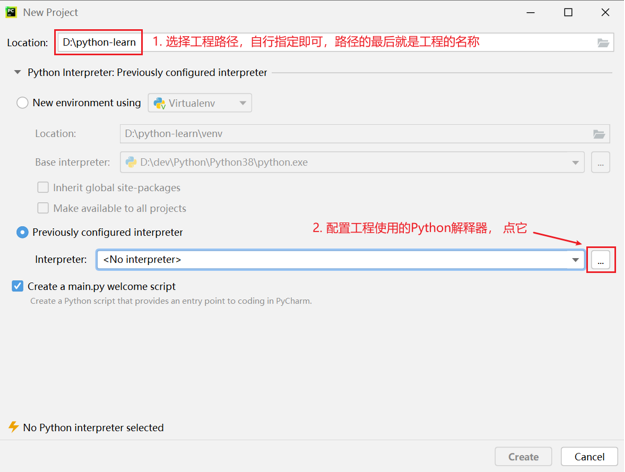 New Project
Location: D:\python-learn 1. 选择工程路径，自行指定即可，路径的最后就是工程的名称
Python Interpreter: Previously configured interpreter
New environment using Virtualenv
Location: D:\python-learn\venv
Base interpreter: D:\dev\Python\Python38\python.exe ...
Inherit global site-packages
Make available to all projects
Previously configured interpreter 2. 配置工程使用的Python解释器， 点它
Interpreter: <No interpreter> ...
Create a main.py welcome script
Create a Python script that provides an entry point to coding in PyCharm.
No Python interpreter selected
Create Cancel